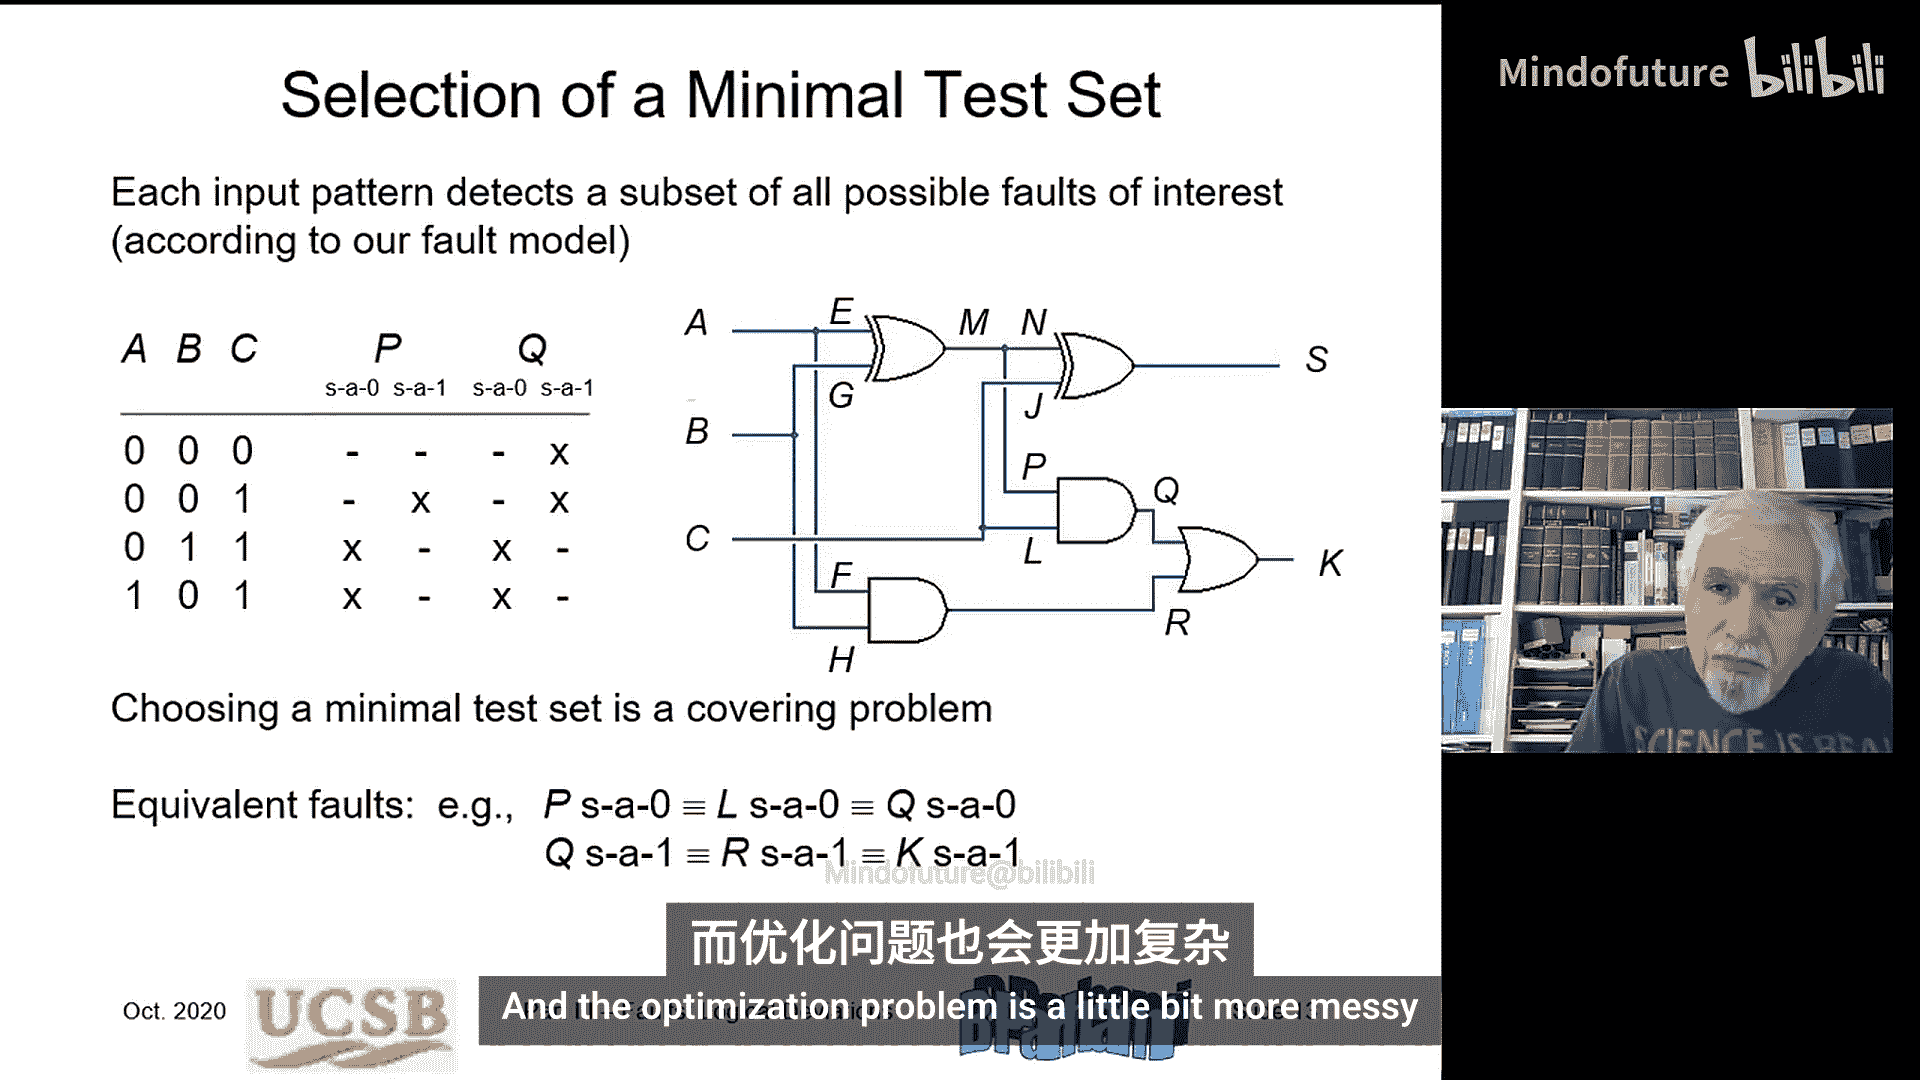 Selection of a Minimal Test Set
Mindofuture bilibili
Each input pattern detects a subset of all possible faults of interest
(according to our fault model)
A B C P Q
s-a-0 s-a-1 s-a-0 s-a-1
0 0 0 - - - x
0 0 1 - x - x
0 1 1 x - x -
1 0 1 x - x -
A
E
M
N
S
G
J
B
P
Q
C
L
K
F
R
H
Choosing a minimal test set is a covering problem
Equivalent faults: e.g., P s-a-0 ≡ L s-a-0 ≡ Q s-a-0
Q s-a-1 ≡ R s-a-1 ≡ K s-a-1
Mindofuture@bilibili
而优化问题也会更加复杂
And the optimization problem is a little bit more messy
Oct. 2020
UCSB
SCIENCE IS REAL